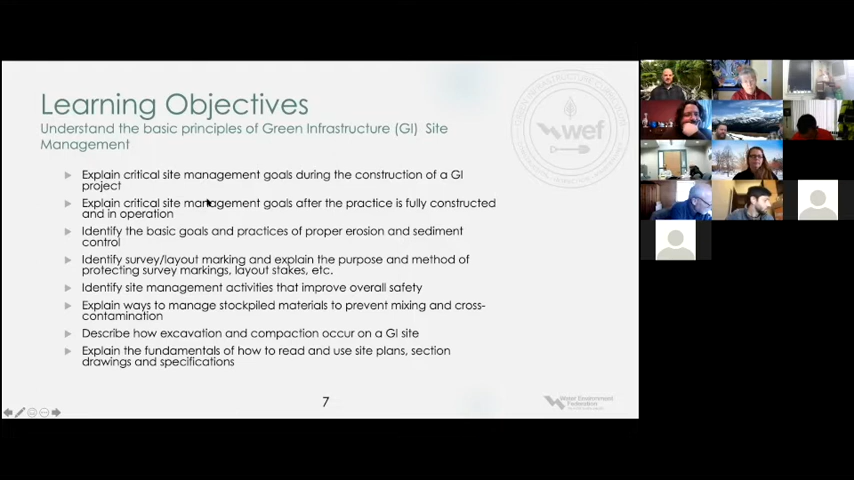 Learning Objectives
Understand the basic principles of Green Infrastructure (GI) Site
Management
Explain critical site management goals during the construction of a GI
project
Explain critical site management goals after the practice is fully constructed
and in operation
Identify the basic goals and practices of proper erosion and sediment
control
Identify survey/layout marking and explain the purpose and method of
protecting survey markings, layout stakes, etc.
Identify site management activities that improve overall safety
Explain ways to manage stockpiled materials to prevent mixing and cross-
contamination
Describe how excavation and compaction occur on a GI site
Explain the fundamentals of how to read and use site plans, section
drawings and specifications
7
wef
Water Environment
Federation